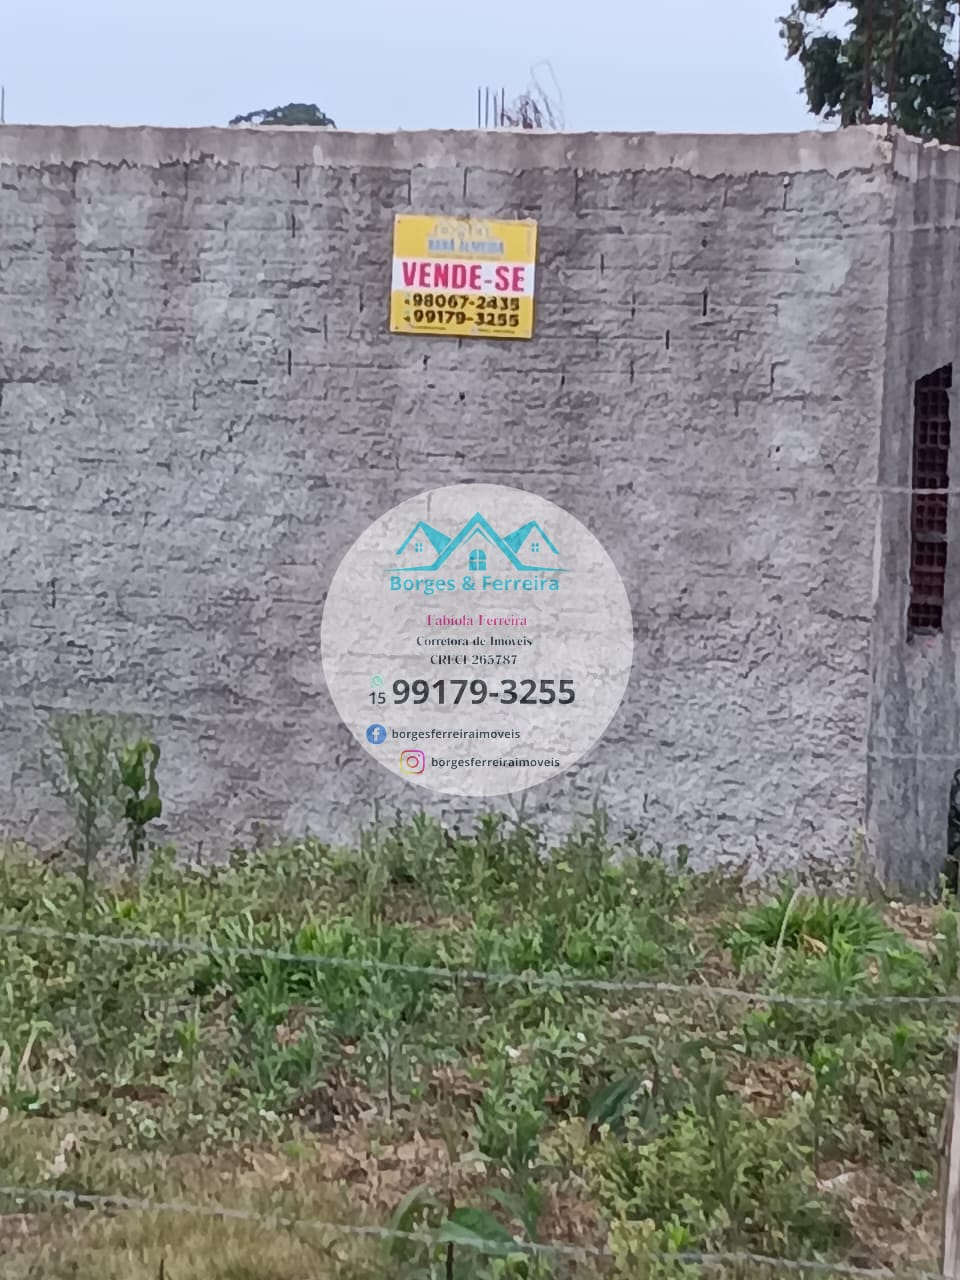 VENDE-SE
98067-2435
99179-3255
Borges & Ferreira
Fabiola Ferreira
Corretora de Imoveis
CRECI 265787
15 99179-3255
borgesferreiraimoveis
borgesferreiraimoveis